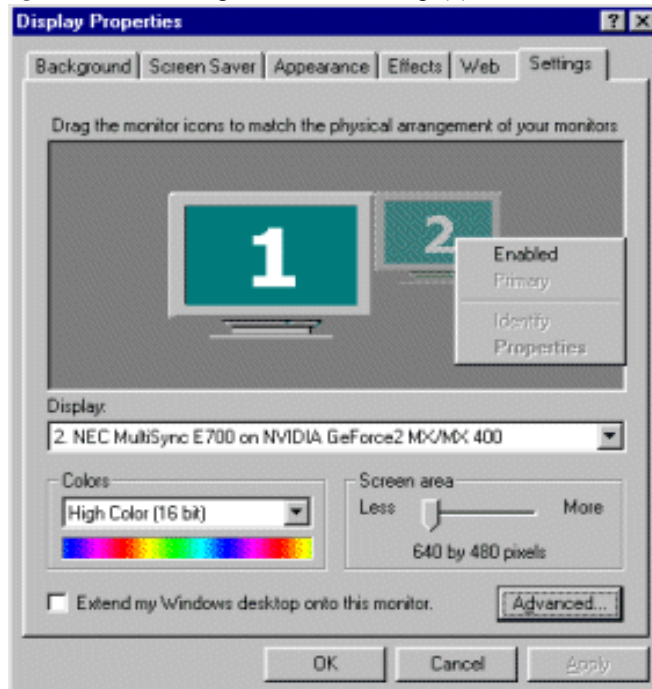 Display Properties
Background Screen Saver Appearance Effects Web Settings
Drag the monitor icons to match the physical arrangement of your monitors
1 2
Enabled
Primary
Identify
Properties
Display:
2. NEC MultiSync E700 on NVIDIA GeForce2 MX/MX 400
Colors Screen area
High Color (16 bit) Less More
640 by 480 pixels
Extend my Windows desktop onto this monitor. Advanced...
OK Cancel Apply